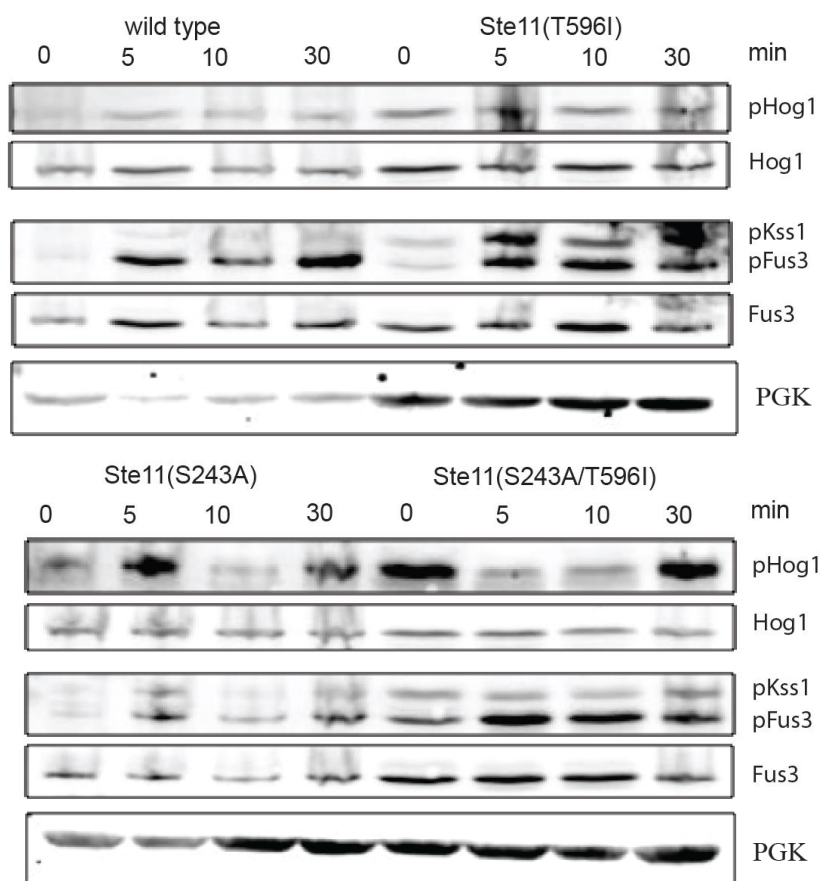 wild type Ste11(T596I)
0 5 10 30 0 5 10 30 min
pHog1
Hog1
pKss1
pFus3
Fus3
PGK
Ste11(S243A) Ste11(S243A/T596I)
0 5 10 30 0 5 10 30 min
pHog1
Hog1
pKss1
pFus3
Fus3
PGK